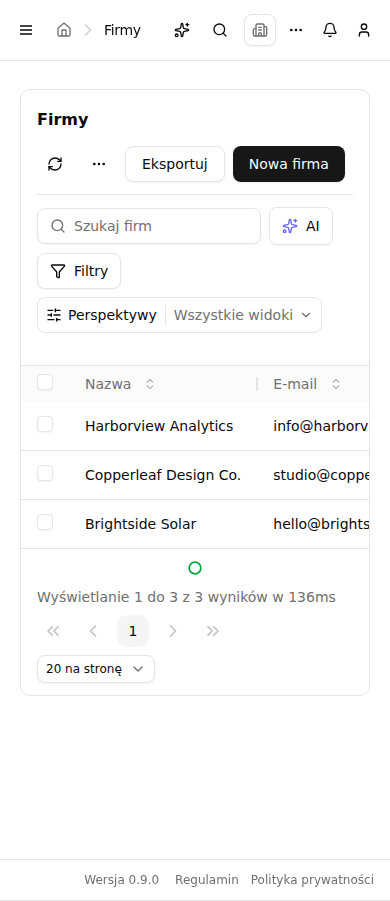 Firmy
Firmy
Eksportuj
Nowa firma
Szukaj firm
AI
Filtry
Perspektywy
Wszystkie widoki
Nazwa
E-mail
Harborview Analytics
info@harborv
Copperleaf Design Co.
studio@coppe
Brightside Solar
hello@brights
Wyświetlanie 1 do 3 z 3 wyników w 136ms
1
20 na stronę
Wersja 0.9.0
Regulamin
Polityka prywatności